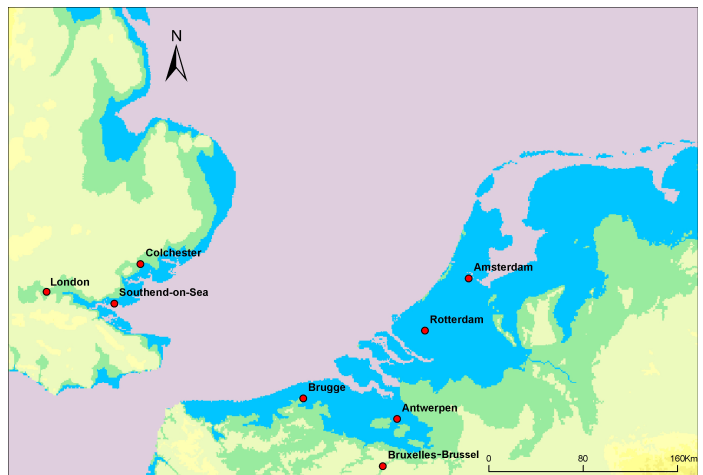 N
Colchester
London
Southend-on-Sea
Amsterdam
Rotterdam
Brugge
Antwerpen
Bruxelles-Brussel
0 80 160Km